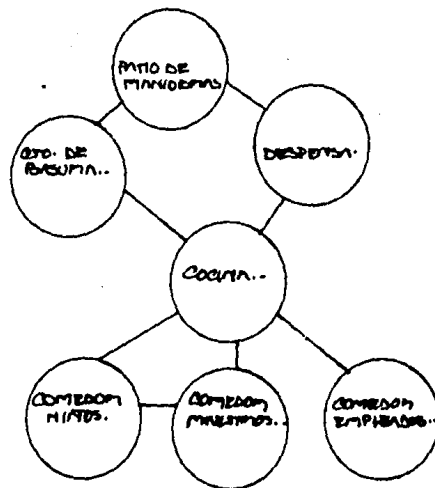 PATIO DE
MANIOBRAS
CTO. DE
BASURA..
DESPENSA.
COCINA..
COMEDOR
NIÑOS.
COMEDOR
MAESTROS..
COMEDOR
EMPLEADOS..